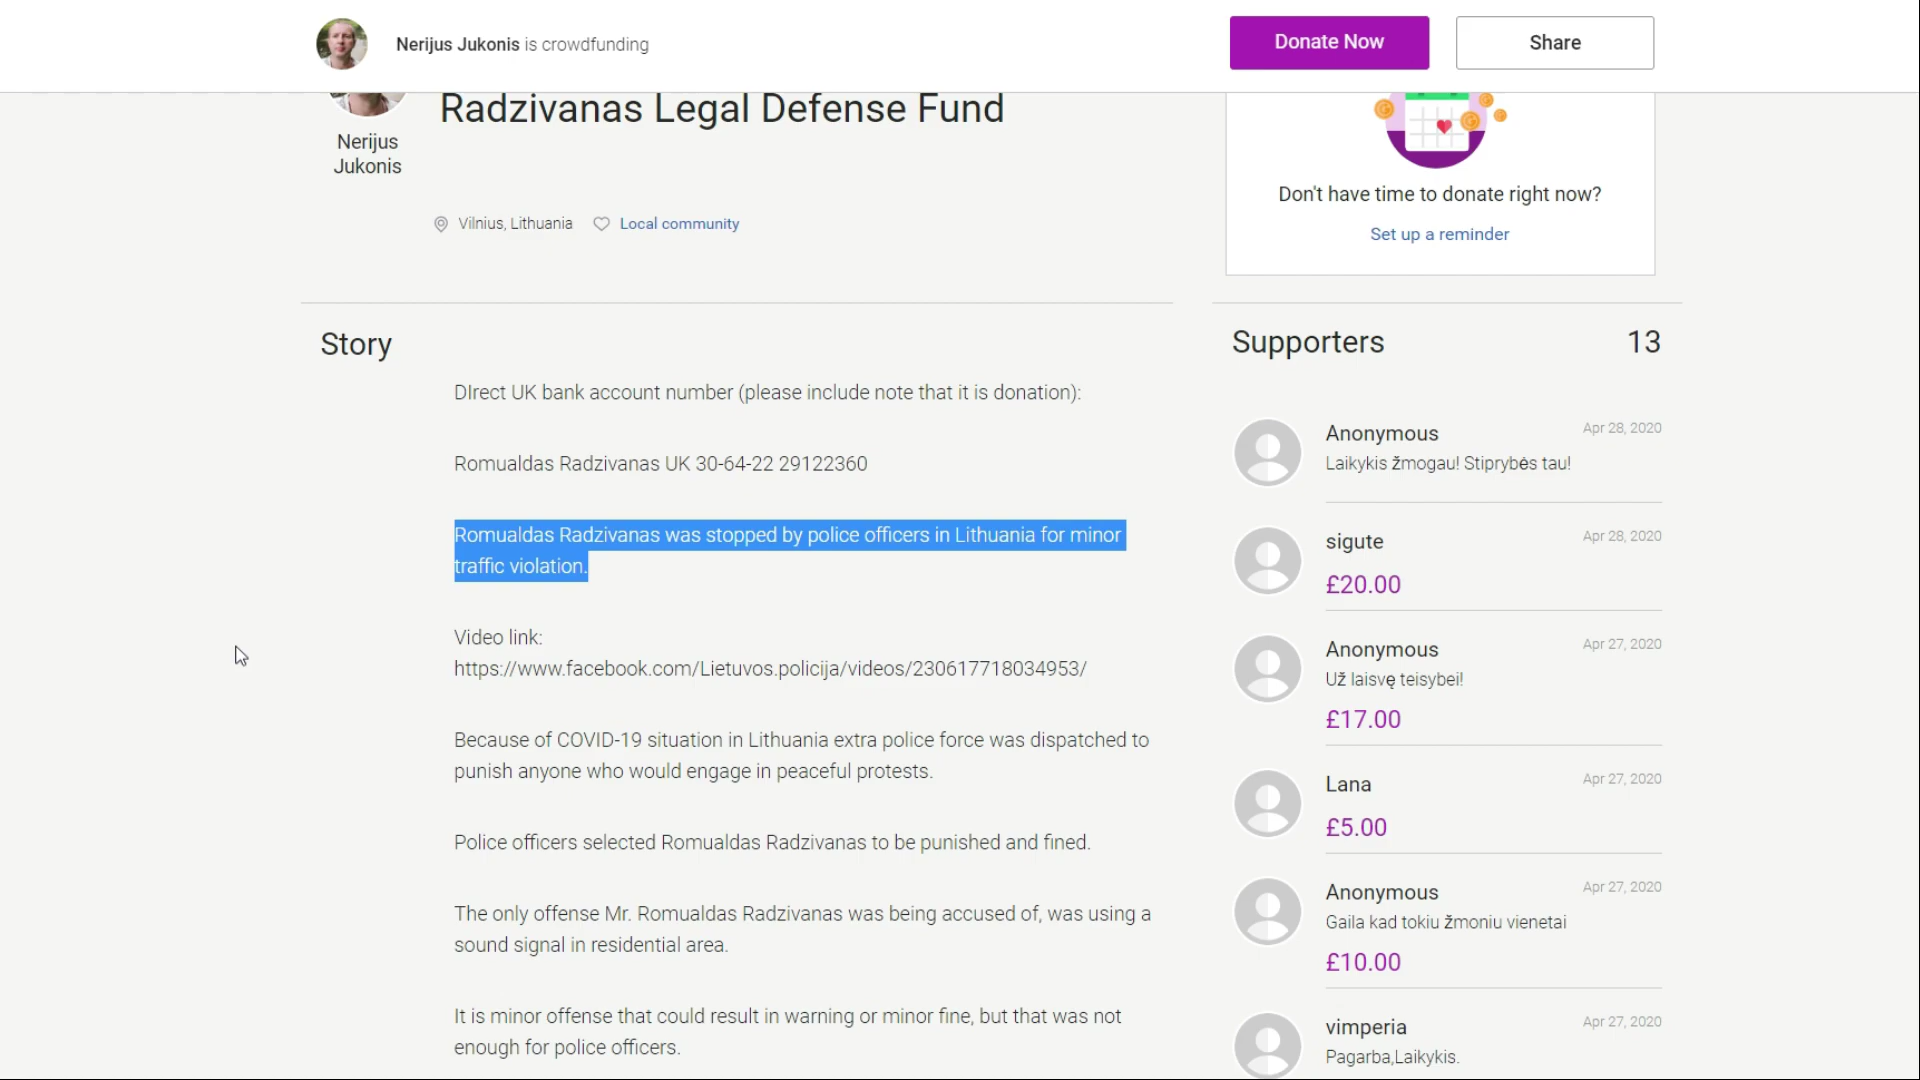 Nerijus Jukonis is crowdfunding
Donate Now
Share
Radzivanas Legal Defense Fund
Nerijus
Jukonis
Vilnius, Lithuania
Local community
Don't have time to donate right now?
Set up a reminder
Story
DIrect UK bank account number (please include note that it is donation):
Romualdas Radzivanas UK 30-64-22 29122360
Romualdas Radzivanas was stopped by police officers in Lithuania for minor
traffic violation.
Video link:
https://www.facebook.com/Lietuvos.policija/videos/230617718034953/
Because of COVID-19 situation in Lithuania extra police force was dispatched to
punish anyone who would engage in peaceful protests.
Police officers selected Romualdas Radzivanas to be punished and fined.
The only offense Mr. Romualdas Radzivanas was being accused of, was using a
sound signal in residential area.
It is minor offense that could result in warning or minor fine, but that was not
enough for police officers.
Supporters 13
Anonymous Apr 28, 2020
Laikykis žmogau! Stiprybės tau!
sigute Apr 28, 2020
£20.00
Anonymous Apr 27, 2020
Už laisvę teisybei!
£17.00
Lana Apr 27, 2020
£5.00
Anonymous Apr 27, 2020
Gaila kad tokiu žmoniu vienetai
£10.00
vimperia Apr 27, 2020
Pagarba,Laikykis.